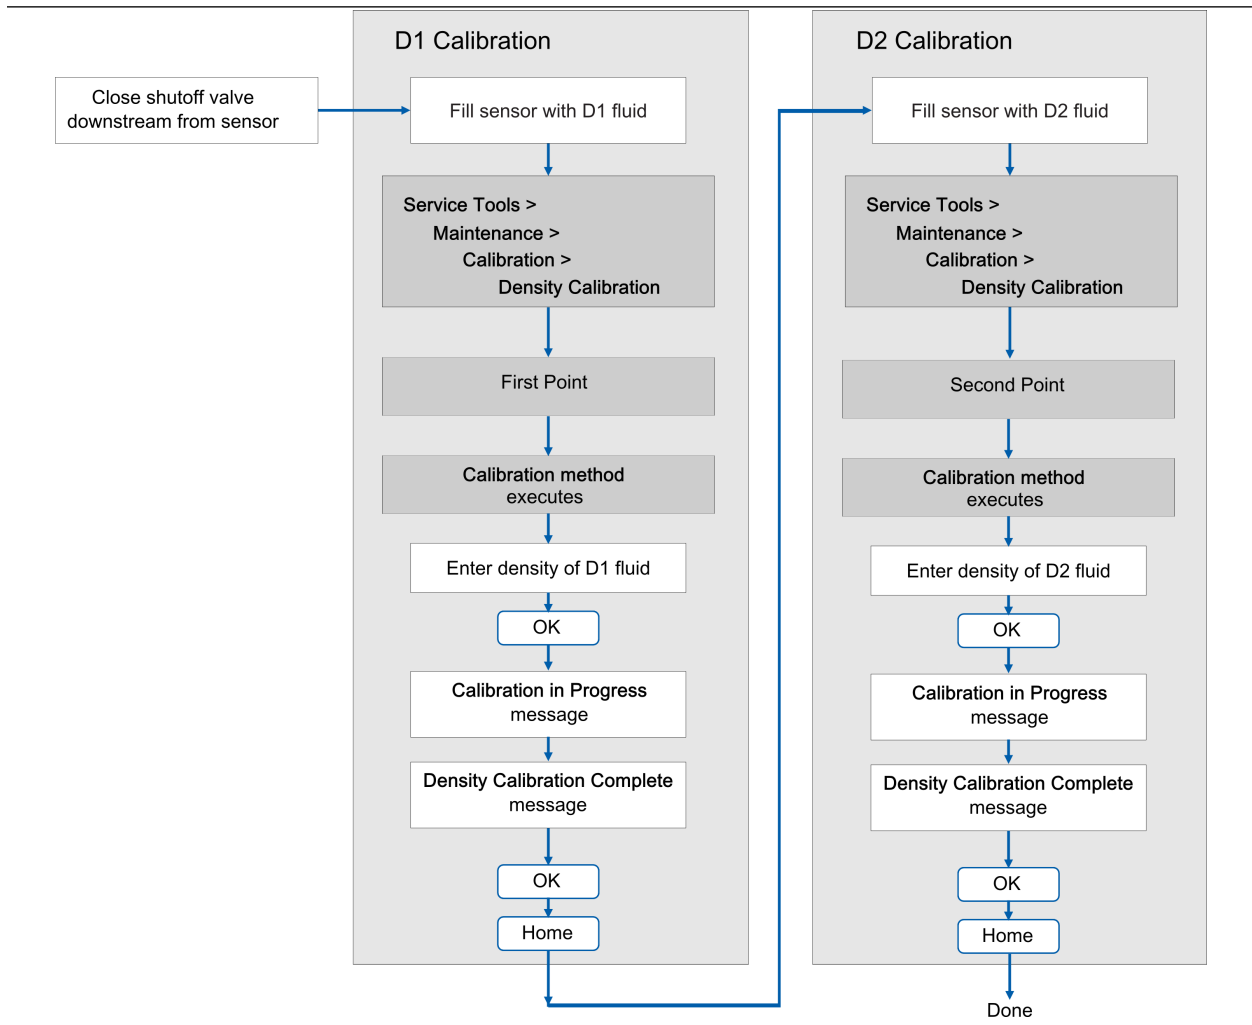 Close shutoff valve
downstream from sensor
D1 Calibration
Fill sensor with D1 fluid
Service Tools >
Maintenance >
Calibration >
Density Calibration
First Point
Calibration method
executes
Enter density of D1 fluid
OK
Calibration in Progress
message
Density Calibration Complete
message
OK
Home
D2 Calibration
Fill sensor with D2 fluid
Service Tools >
Maintenance >
Calibration >
Density Calibration
Second Point
Calibration method
executes
Enter density of D2 fluid
OK
Calibration in Progress
message
Density Calibration Complete
message
OK
Home
Done